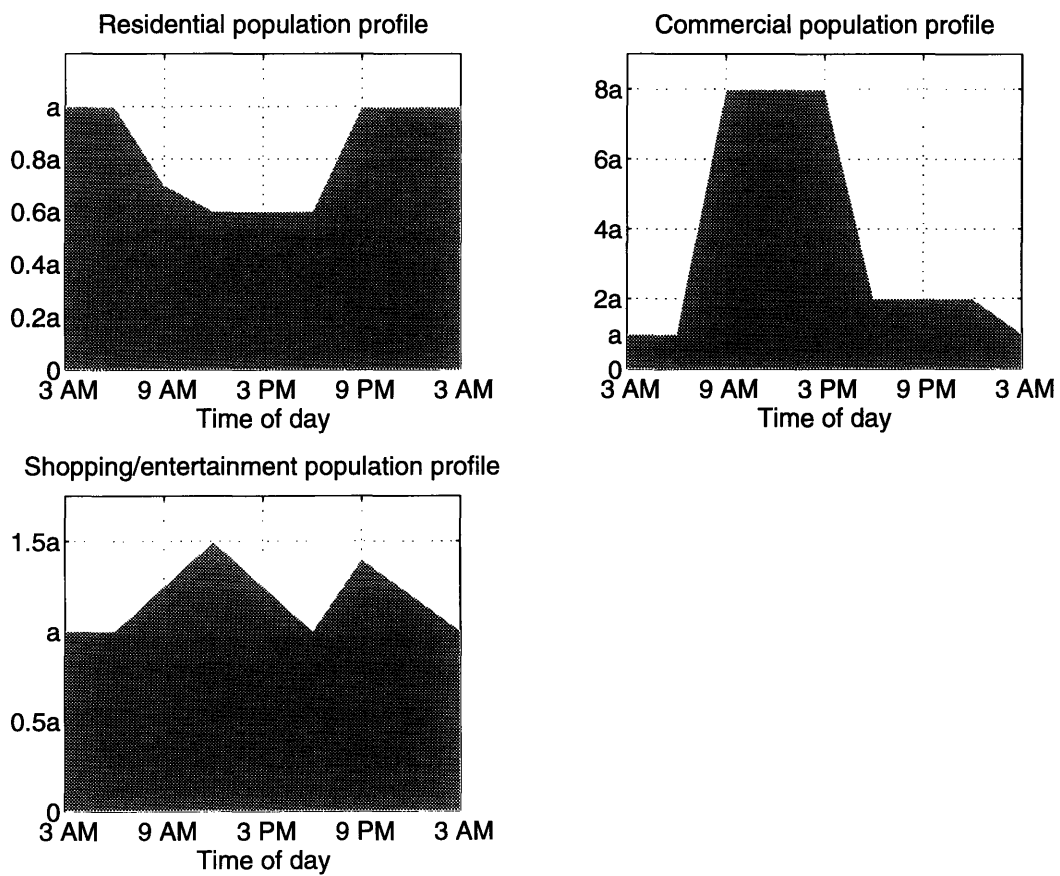 Residential population profile
a
0.8a
0.6a
0.4a
0.2a
0
3 AM 9 AM 3 PM 9 PM 3 AM
Time of day
Commercial population profile
8a
6a
4a
2a
a
0
3 AM 9 AM 3 PM 9 PM 3 AM
Time of day
Shopping/entertainment population profile
1.5a
a
0.5a
0
3 AM 9 AM 3 PM 9 PM 3 AM
Time of day